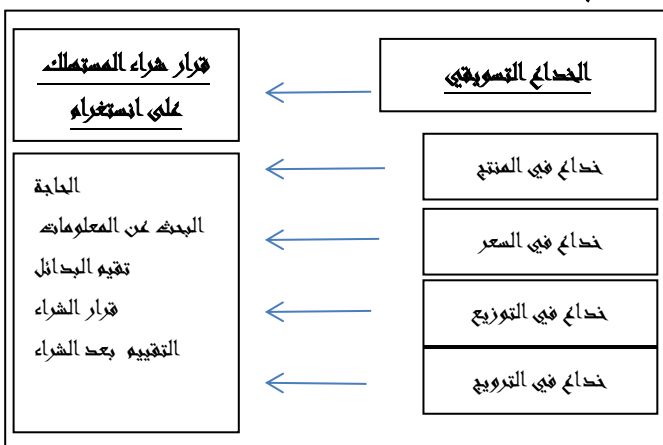 الخداع التسويقي
قرار شراء المستهلك
على انستغرام
خداع في المنتج
خداع في السعر
خداع في التوزيع
خداع في الترويج
الحاجة
البحث عن المعلومات
تقيم البدائل
قرار الشراء
التقييم بعد الشراء